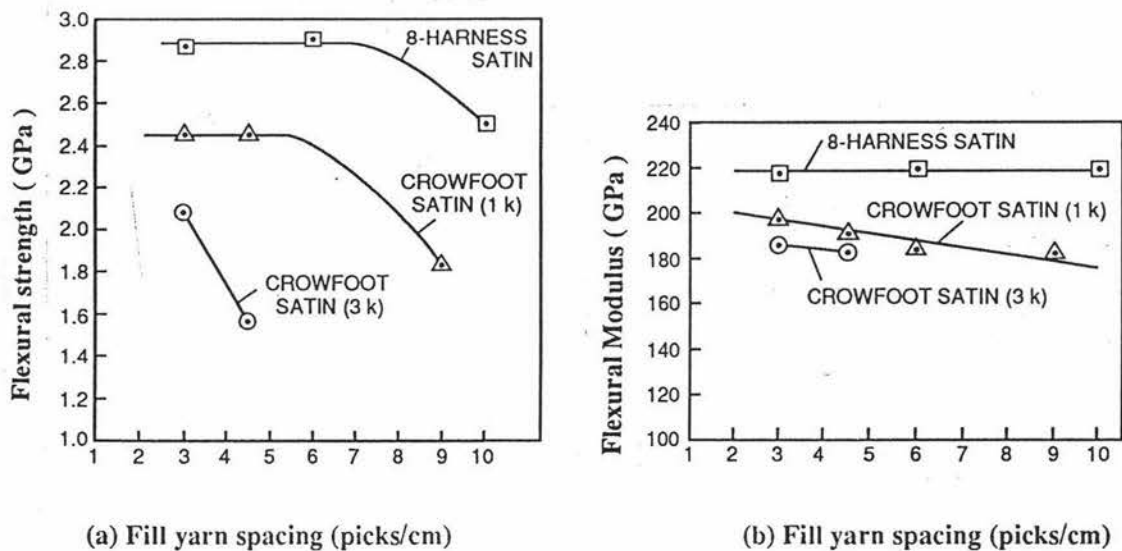 Flexural strength ( GPa)
3.0
2.8
2.6
2.4
2.2
2.0
1.8
1.6
1.4
1.2
1.0
1 2 3 4 5 6 7 8 9 10
8-HARNESS
SATIN
CROWFOOT
SATIN (1 k)
CROWFOOT
SATIN (3 k)
(a) Fill yarn spacing (picks/cm)
Flexural Modulus ( GPa)
240
220
200
180
160
140
120
100
1 2 3 4 5 6 7 8 9 10
8-HARNESS SATIN
CROWFOOT SATIN (1 k)
CROWFOOT SATIN (3 k)
(b) Fill yarn spacing (picks/cm)